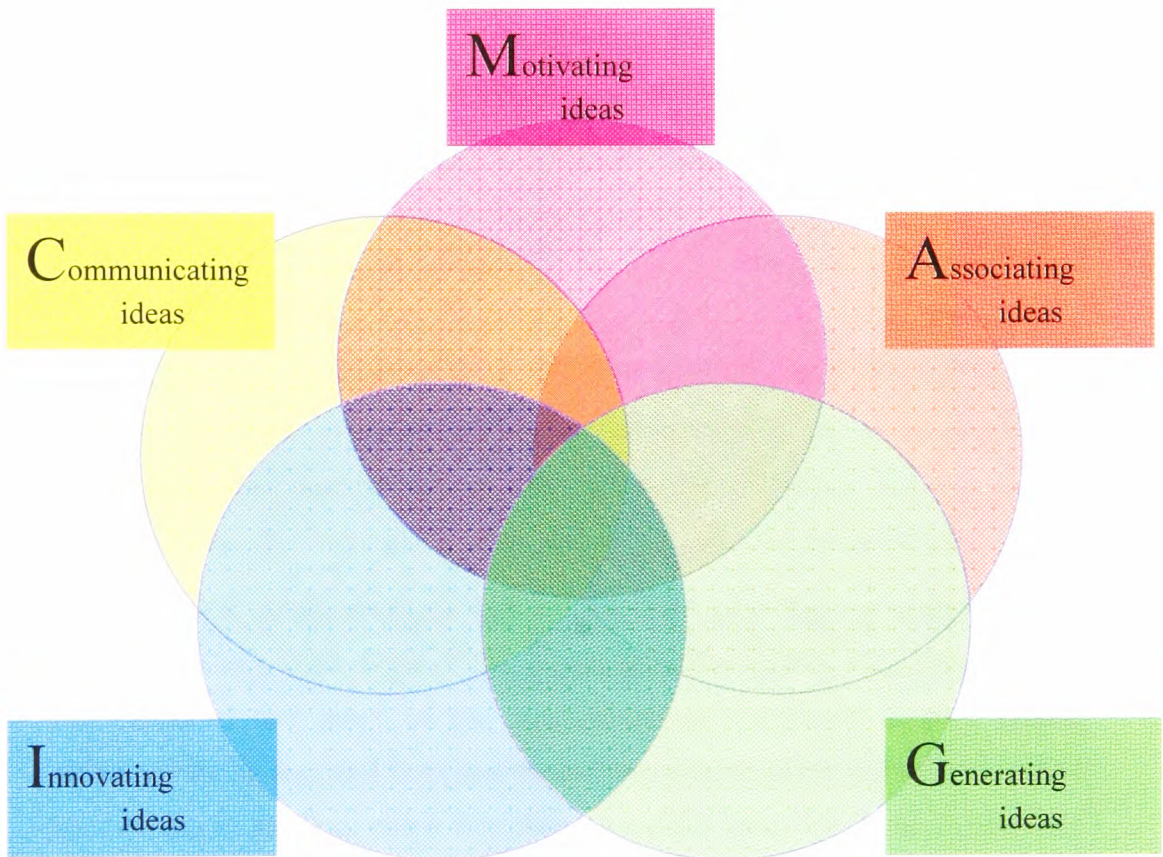 Motivating
ideas
Communicating
ideas
Associating
ideas
Innovating
ideas
Generating
ideas